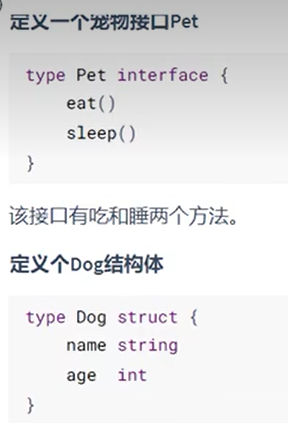 定义一个宠物接口Pet
type Pet interface {
    eat()
    sleep()
}
该接口有吃和睡两个方法。
定义个Dog结构体
type Dog struct {
    name string
    age  int
}